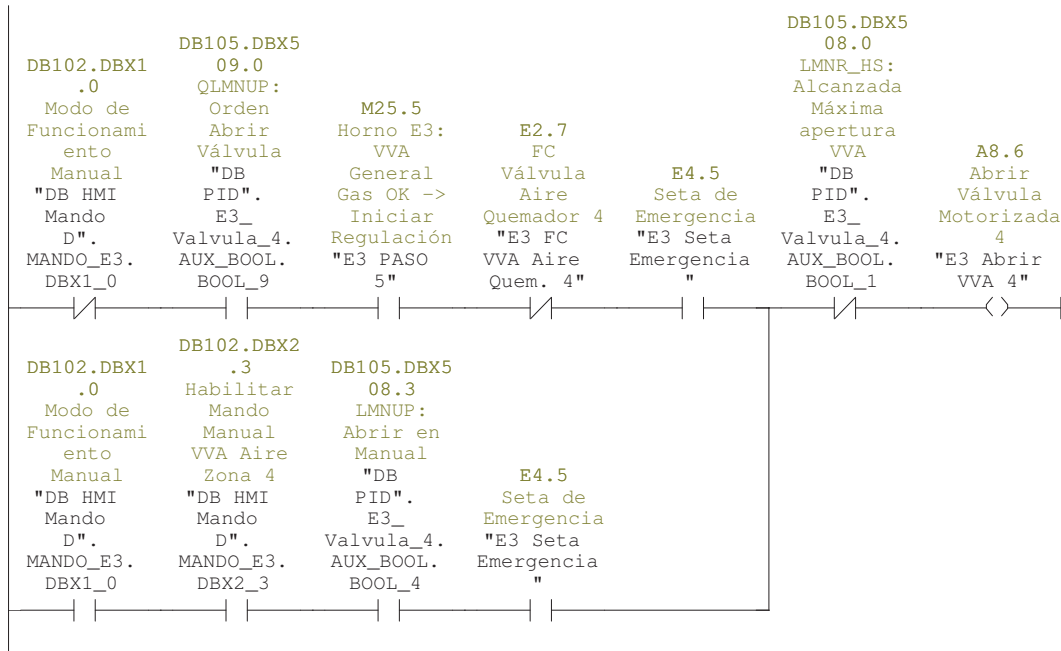 DB102.DBX1
.0
Modo de
Funcionami
ento
Manual
"DB HMI
Mando
D".
MANDO_E3.
DBX1_0
DB105.DBX5
09.0
QLMNUP:
Orden
Abrir
Válvula
"DB
PID".
E3_
Valvula_4.
AUX_BOOL.
BOOL_9
M25.5
Horno E3:
VVA
General
Gas OK ->
Iniciar
Regulación
"E3 PASO
5"
E2.7
FC
Válvula
Aire
Quemador 4
"E3 FC
VVA Aire
Quem. 4"
E4.5
Seta de
Emergencia
"E3 Seta
Emergencia
"
DB105.DBX5
08.0
LMNR_HS:
Alcanzada
Máxima
apertura
VVA
"DB
PID".
E3_
Valvula_4.
AUX_BOOL.
BOOL_1
A8.6
Abrir
Válvula
Motorizada
4
"E3 Abrir
VVA 4"
DB102.DBX1
.0
Modo de
Funcionami
ento
Manual
"DB HMI
Mando
D".
MANDO_E3.
DBX1_0
DB102.DBX2
.3
Habilitar
Mando
Manual
VVA Aire
Zona 4
"DB HMI
Mando
D".
MANDO_E3.
DBX2_3
DB105.DBX5
08.3
LMNUP:
Abrir en
Manual
"DB
PID".
E3_
Valvula_4.
AUX_BOOL.
BOOL_4
E4.5
Seta de
Emergencia
"E3 Seta
Emergencia
"